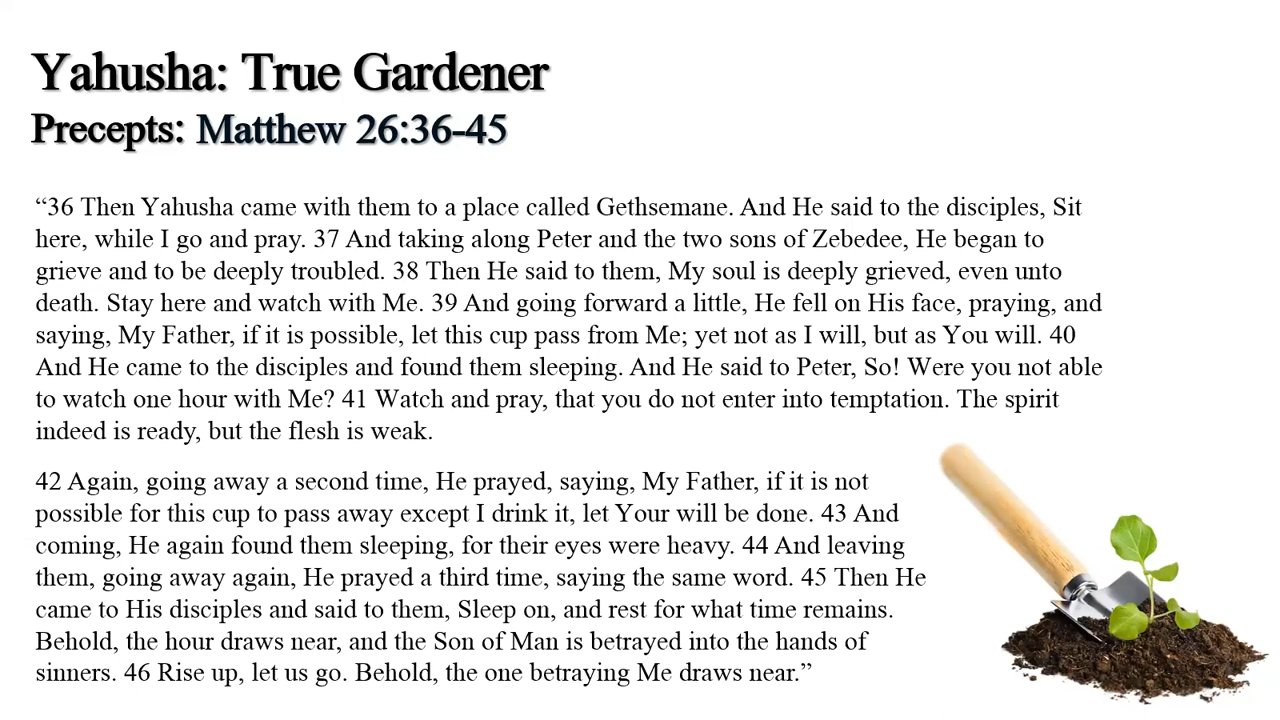 Yahusha: True Gardener
Precepts: Matthew 26:36-45
“36 Then Yahusha came with them to a place called Gethsemane. And He said to the disciples, Sit
here, while I go and pray. 37 And taking along Peter and the two sons of Zebedee, He began to
grieve and to be deeply troubled. 38 Then He said to them, My soul is deeply grieved, even unto
death. Stay here and watch with Me. 39 And going forward a little, He fell on His face, praying, and
saying, My Father, if it is possible, let this cup pass from Me; yet not as I will, but as You will. 40
And He came to the disciples and found them sleeping. And He said to Peter, So! Were you not able
to watch one hour with Me? 41 Watch and pray, that you do not enter into temptation. The spirit
indeed is ready, but the flesh is weak.
42 Again, going away a second time, He prayed, saying, My Father, if it is not
possible for this cup to pass away except I drink it, let Your will be done. 43 And
coming, He again found them sleeping, for their eyes were heavy. 44 And leaving
them, going away again, He prayed a third time, saying the same word. 45 Then He
came to His disciples and said to them, Sleep on, and rest for what time remains.
Behold, the hour draws near, and the Son of Man is betrayed into the hands of
sinners. 46 Rise up, let us go. Behold, the one betraying Me draws near.”